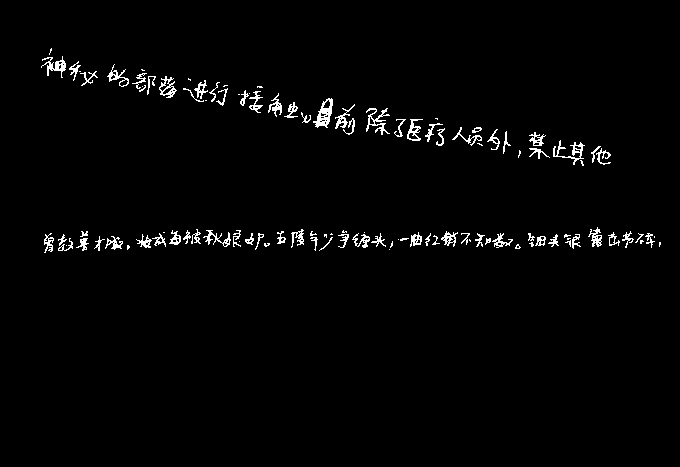 神秘的部落进行接触。目前除了医疗人员外，禁止其他
曾教善才服，妆成每被秋娘妒。五陵年少争缠头，一曲红绡不知数。钿头银篦击节碎，